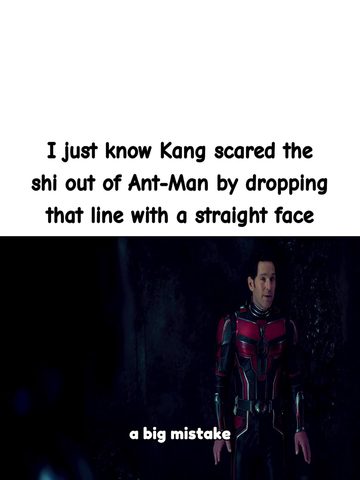 I just know Kang scared the
shi out of Ant-Man by dropping
that line with a straight face
a big mistake